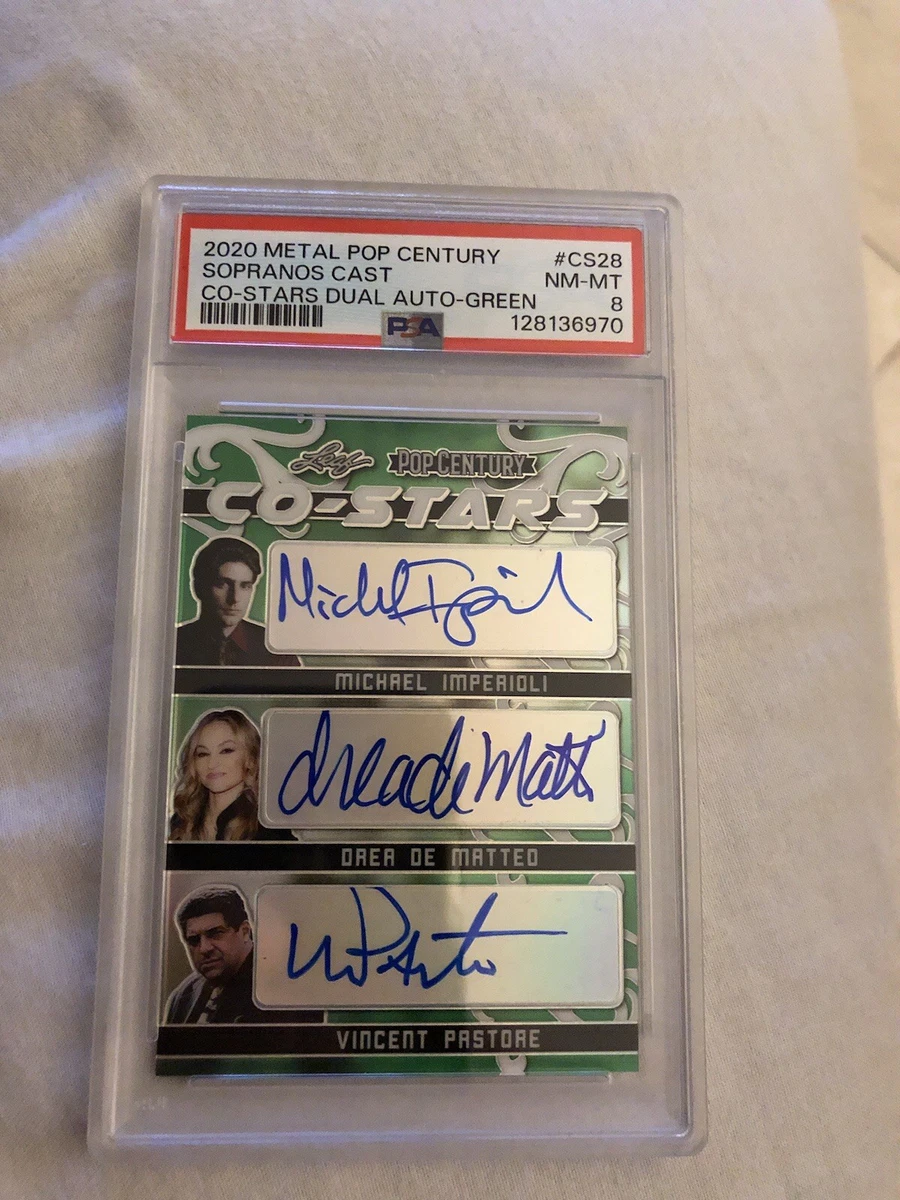 2020 METAL POP CENTURY #CS28
SOPRANOS CAST NM-MT
CO-STARS DUAL AUTO-GREEN 8
PSA 128136970
Leaf POP CENTURY
CO-STARS
MICHAEL IMPERIOLI
DREA DE MATTEO
VINCENT PASTORE